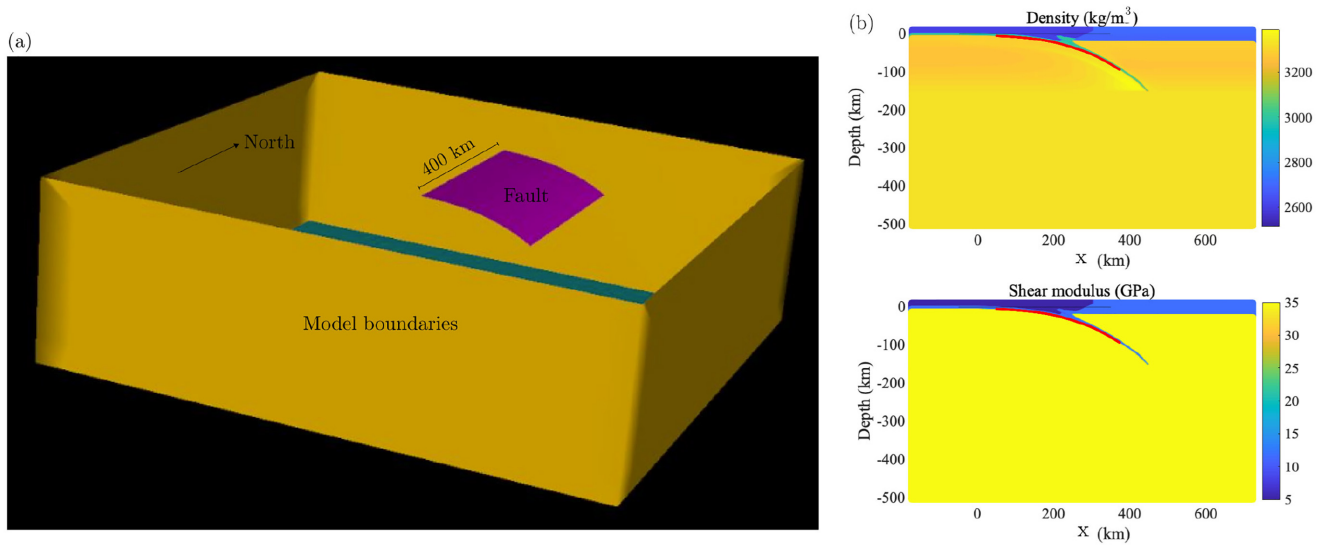 (a)
North
400 km
Fault
Model boundaries
(b)
Density (kg/m³)
0
-100
-200
-300
-400
-500
Depth (km)
0 200 400 600
X (km)
3200
3000
2800
2600
Shear modulus (GPa)
0
-100
-200
-300
-400
-500
Depth (km)
0 200 400 600
X (km)
35
30
25
20
15
10
5